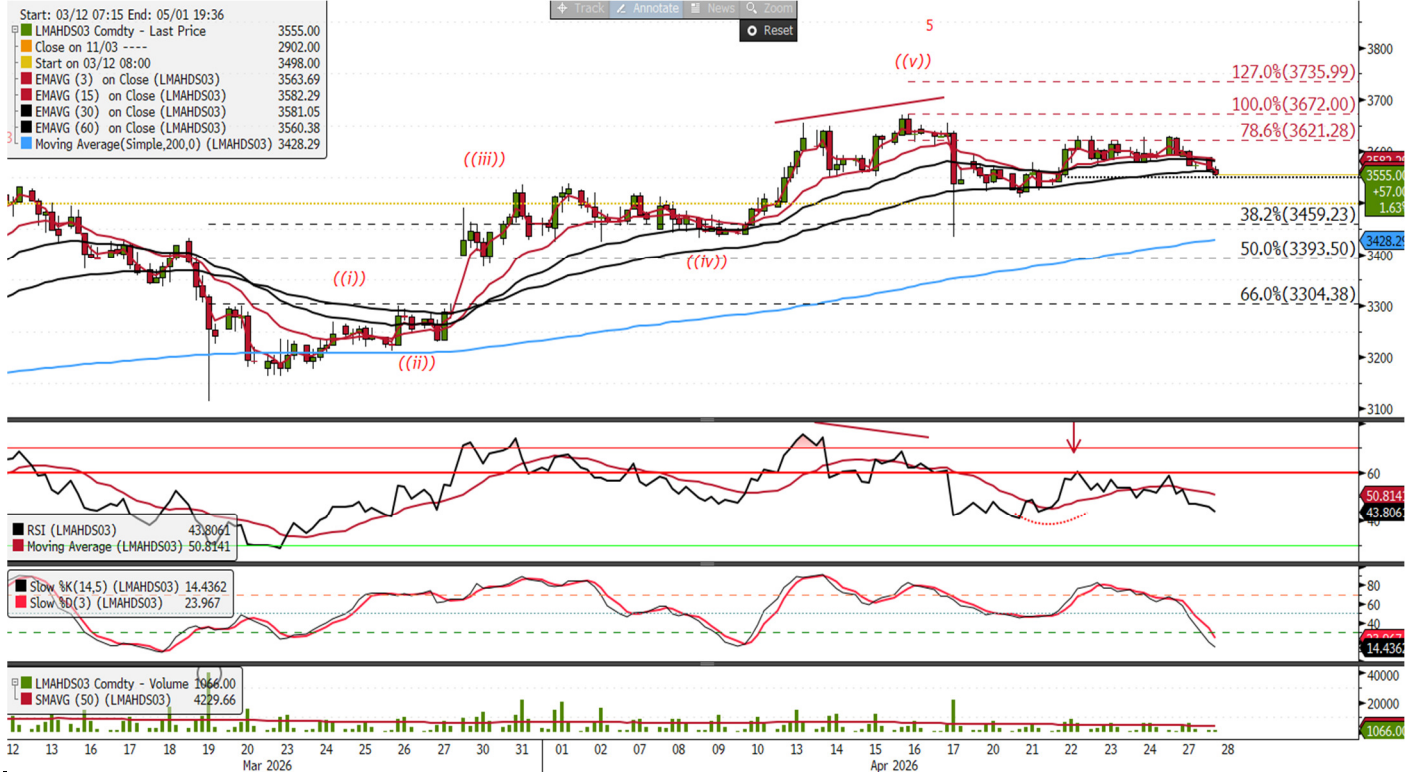 Start: 03/12 07:15 End: 05/01 19:36
LMAHDS03 Comdty - Last Price 3555.00
Close on 11/03 ---- 2902.00
Start on 03/12 08:00 3498.00
EMAVG (3) on Close (LMAHDS03) 3563.69
EMAVG (15) on Close (LMAHDS03) 3582.29
EMAVG (30) on Close (LMAHDS03) 3581.05
EMAVG (60) on Close (LMAHDS03) 3560.38
Moving Average(Simple,200,0) (LMAHDS03) 3428.29
Track Annotate News Zoom
Reset
5
((v))
((iii))
((i))
((ii))
((iv))
127.0%(3735.99)
100.0%(3672.00)
78.6%(3621.28)
38.2%(3459.23)
50.0%(3393.50)
66.0%(3304.38)
3800
3700
3555.00
+57.00
1.63%
3428.29
3400
3300
3200
3100
RSI (LMAHDS03) 43.8061
Moving Average (LMAHDS03) 50.8141
60
50.8141
43.8061
Slow %K(14,5) (LMAHDS03) 14.4362
Slow %D(3) (LMAHDS03) 23.967
80
60
40
14.4362
LMAHDS03 Comdty - Volume 1066.00
SMAVG (50) (LMAHDS03) 4229.66
40000
20000
1066.00
12 13 16 17 18 19 20 23 24 25 26 27 30 31 01 02 07 08 09 10 13 14 15 16 17 20 21 22 23 24 27 28
Mar 2026 Apr 2026